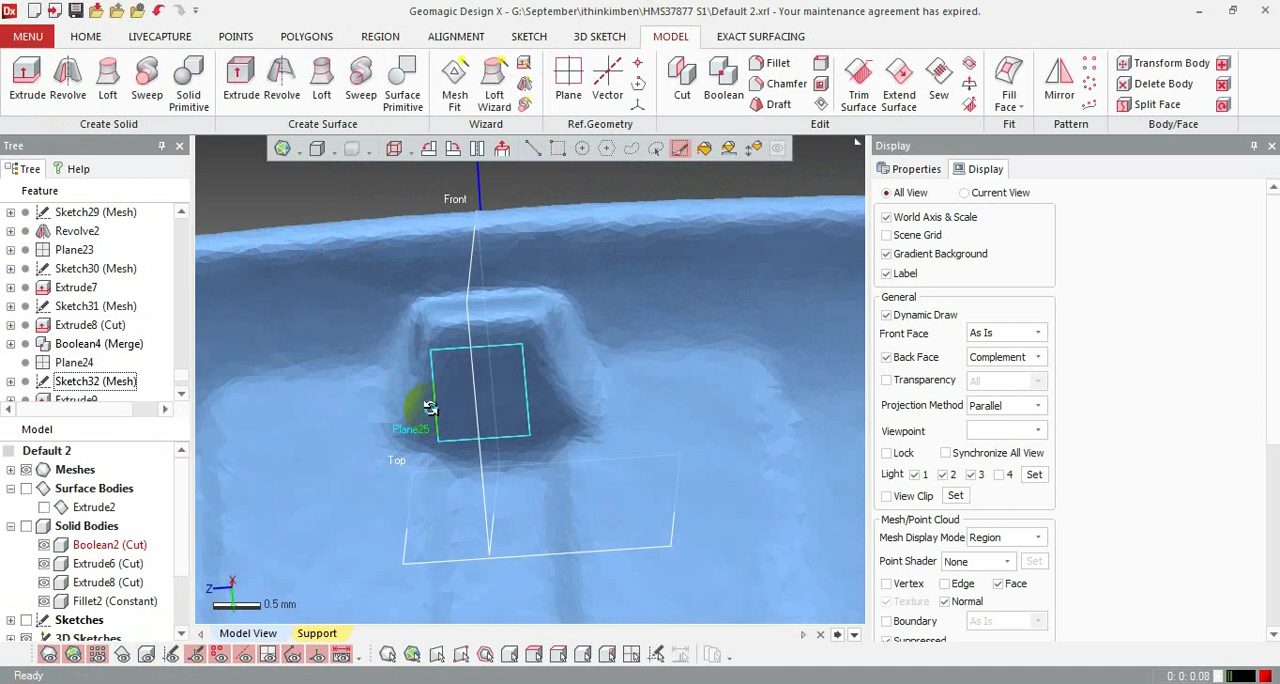 Dx
Geomagic Design X - G:\September\ithinkimben\HMS37877 S1\Default 2.xrl - Your maintenance agreement has expired.
MENU HOME LIVECAPTURE POINTS POLYGONS REGION ALIGNMENT SKETCH 3D SKETCH MODEL EXACT SURFACING
Extrude Revolve Loft Sweep Solid Primitive
Create Solid
Extrude Revolve Loft Sweep Surface Primitive
Create Surface
Mesh Fit Loft Wizard
Wizard
Plane Vector
Ref.Geometry
Cut Boolean Fillet Chamfer Draft Trim Surface Extend Surface Sew
Edit
Fill Face
Fit
Mirror
Pattern
Transform Body
Delete Body
Split Face
Body/Face
Tree
Tree Help
Feature
Sketch29 (Mesh)
Revolve2
Plane23
Sketch30 (Mesh)
Extrude7
Sketch31 (Mesh)
Extrude8 (Cut)
Boolean4 (Merge)
Plane24
Sketch32 (Mesh)
Extrude9
Model
Default 2
Meshes
Surface Bodies
Extrude2
Solid Bodies
Boolean2 (Cut)
Extrude6 (Cut)
Extrude8 (Cut)
Fillet2 (Constant)
Sketches
3D Sketches
Front
Plane25
Top
Z X
0.5 mm
Model View Support
Display
Properties Display
All View Current View
World Axis & Scale
Scene Grid
Gradient Background
Label
General
Dynamic Draw
Front Face As Is
Back Face Complement
Transparency All
Projection Method Parallel
Viewpoint
Lock Synchronize All View
Light 1 2 3 4 Set
View Clip Set
Mesh/Point Cloud
Mesh Display Mode Region
Point Shader None Set
Vertex Edge Face
Texture Normal
Boundary As Is
Suppressed
Ready
0: 0: 0.08